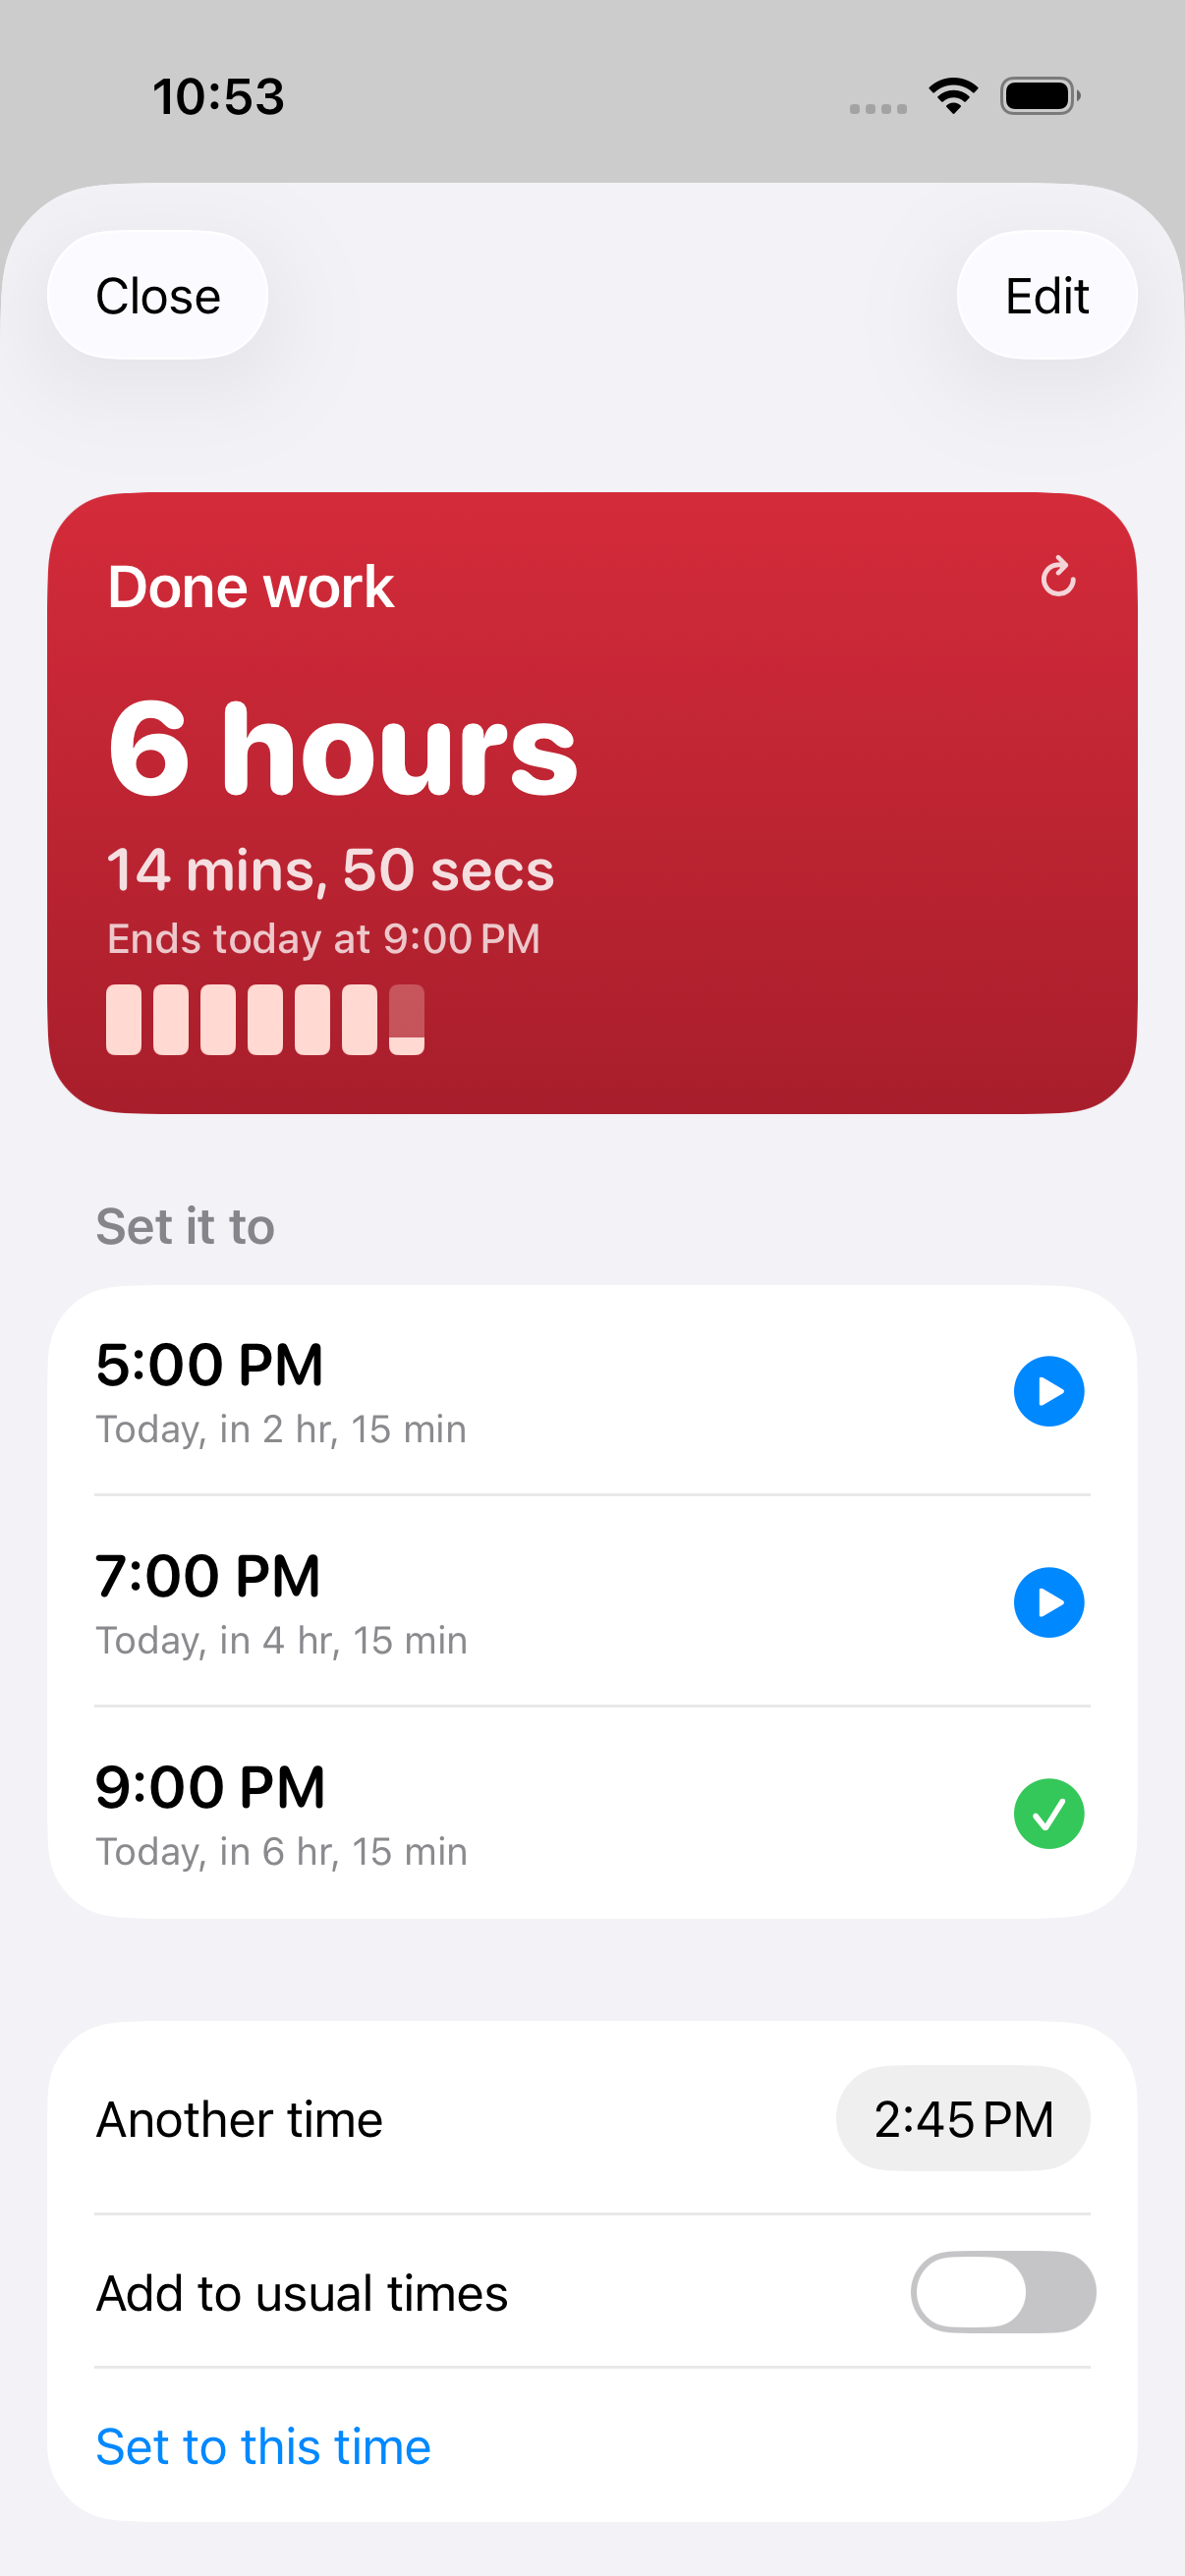 10:53
Close
Edit
Done work
6 hours
14 mins, 50 secs
Ends today at 9:00 PM
Set it to
5:00 PM
Today, in 2 hr, 15 min
7:00 PM
Today, in 4 hr, 15 min
9:00 PM
Today, in 6 hr, 15 min
Another time
2:45 PM
Add to usual times
Set to this time